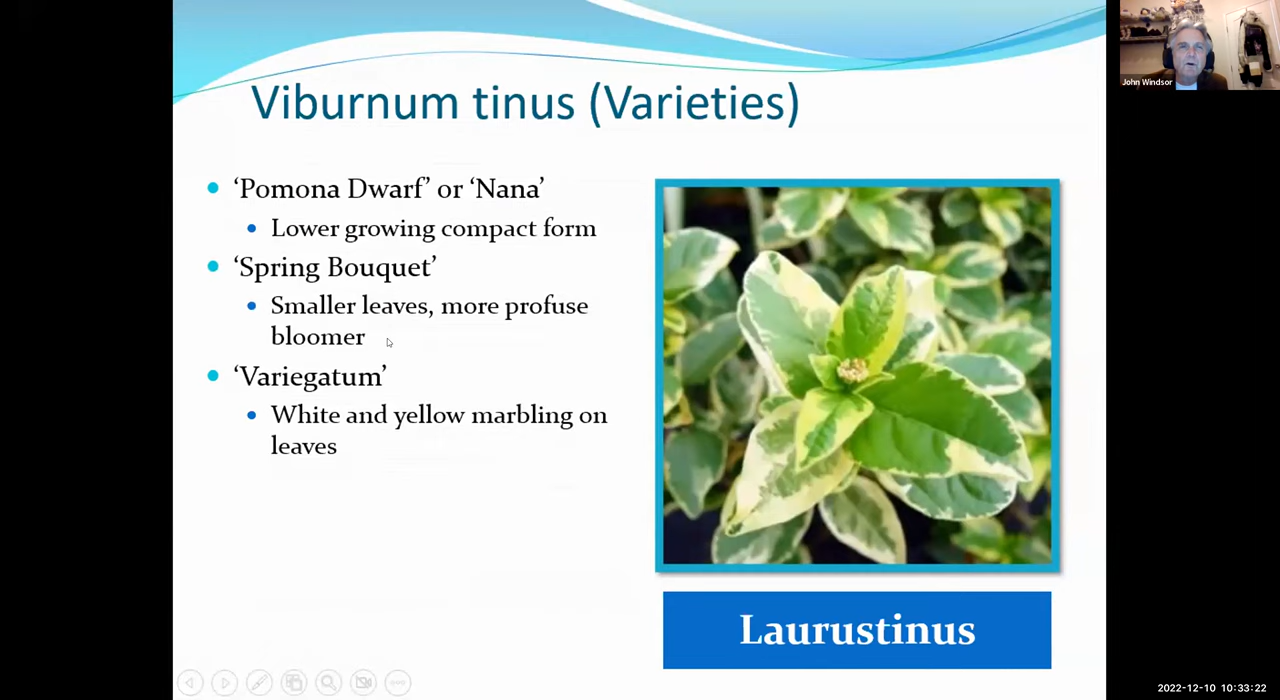 Viburnum tinus (Varieties)
‘Pomona Dwarf’ or ‘Nana’
Lower growing compact form
‘Spring Bouquet’
Smaller leaves, more profuse
bloomer
‘Variegatum’
White and yellow marbling on
leaves
Laurustinus
John Windsor
2022-12-10 10:33:22